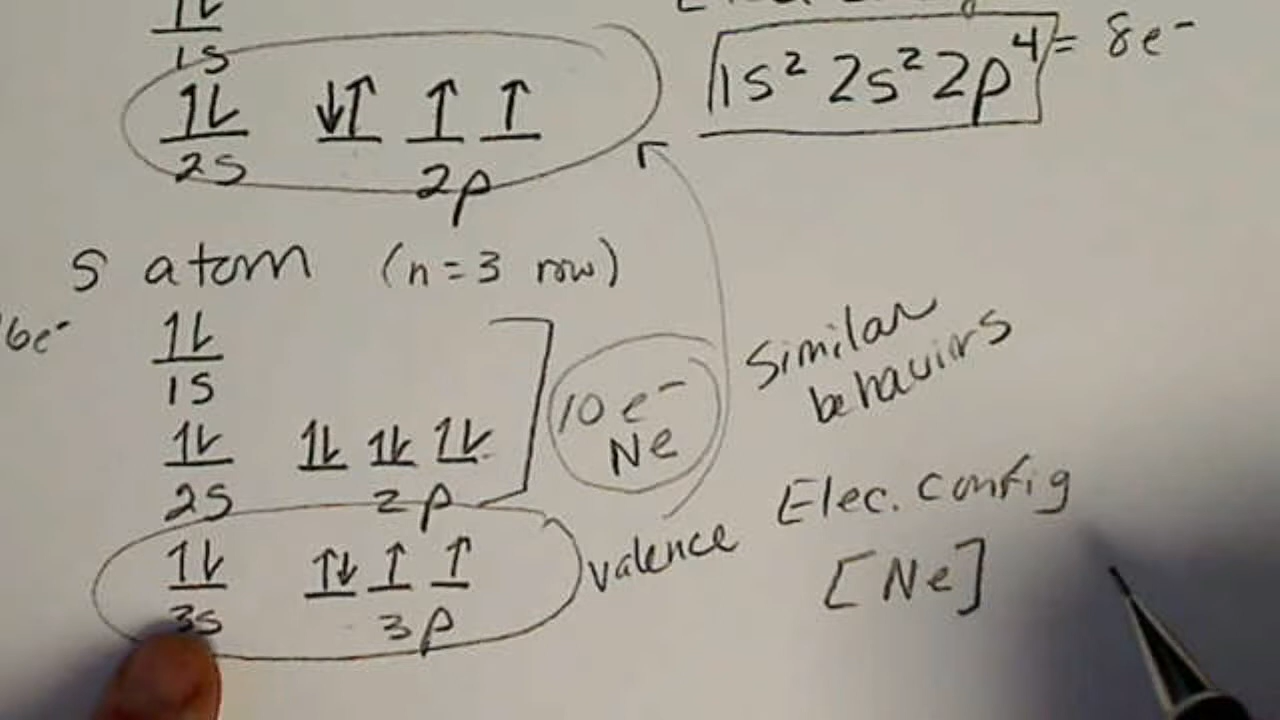 1s
1s² 2s² 2p⁴ = 8e⁻
2s 2p
S atom (n=3 row)
6e⁻
1s
10 e⁻
Ne
2s 2p
Similar
behaviors
valence
3s 3p
Elec. config
[Ne]